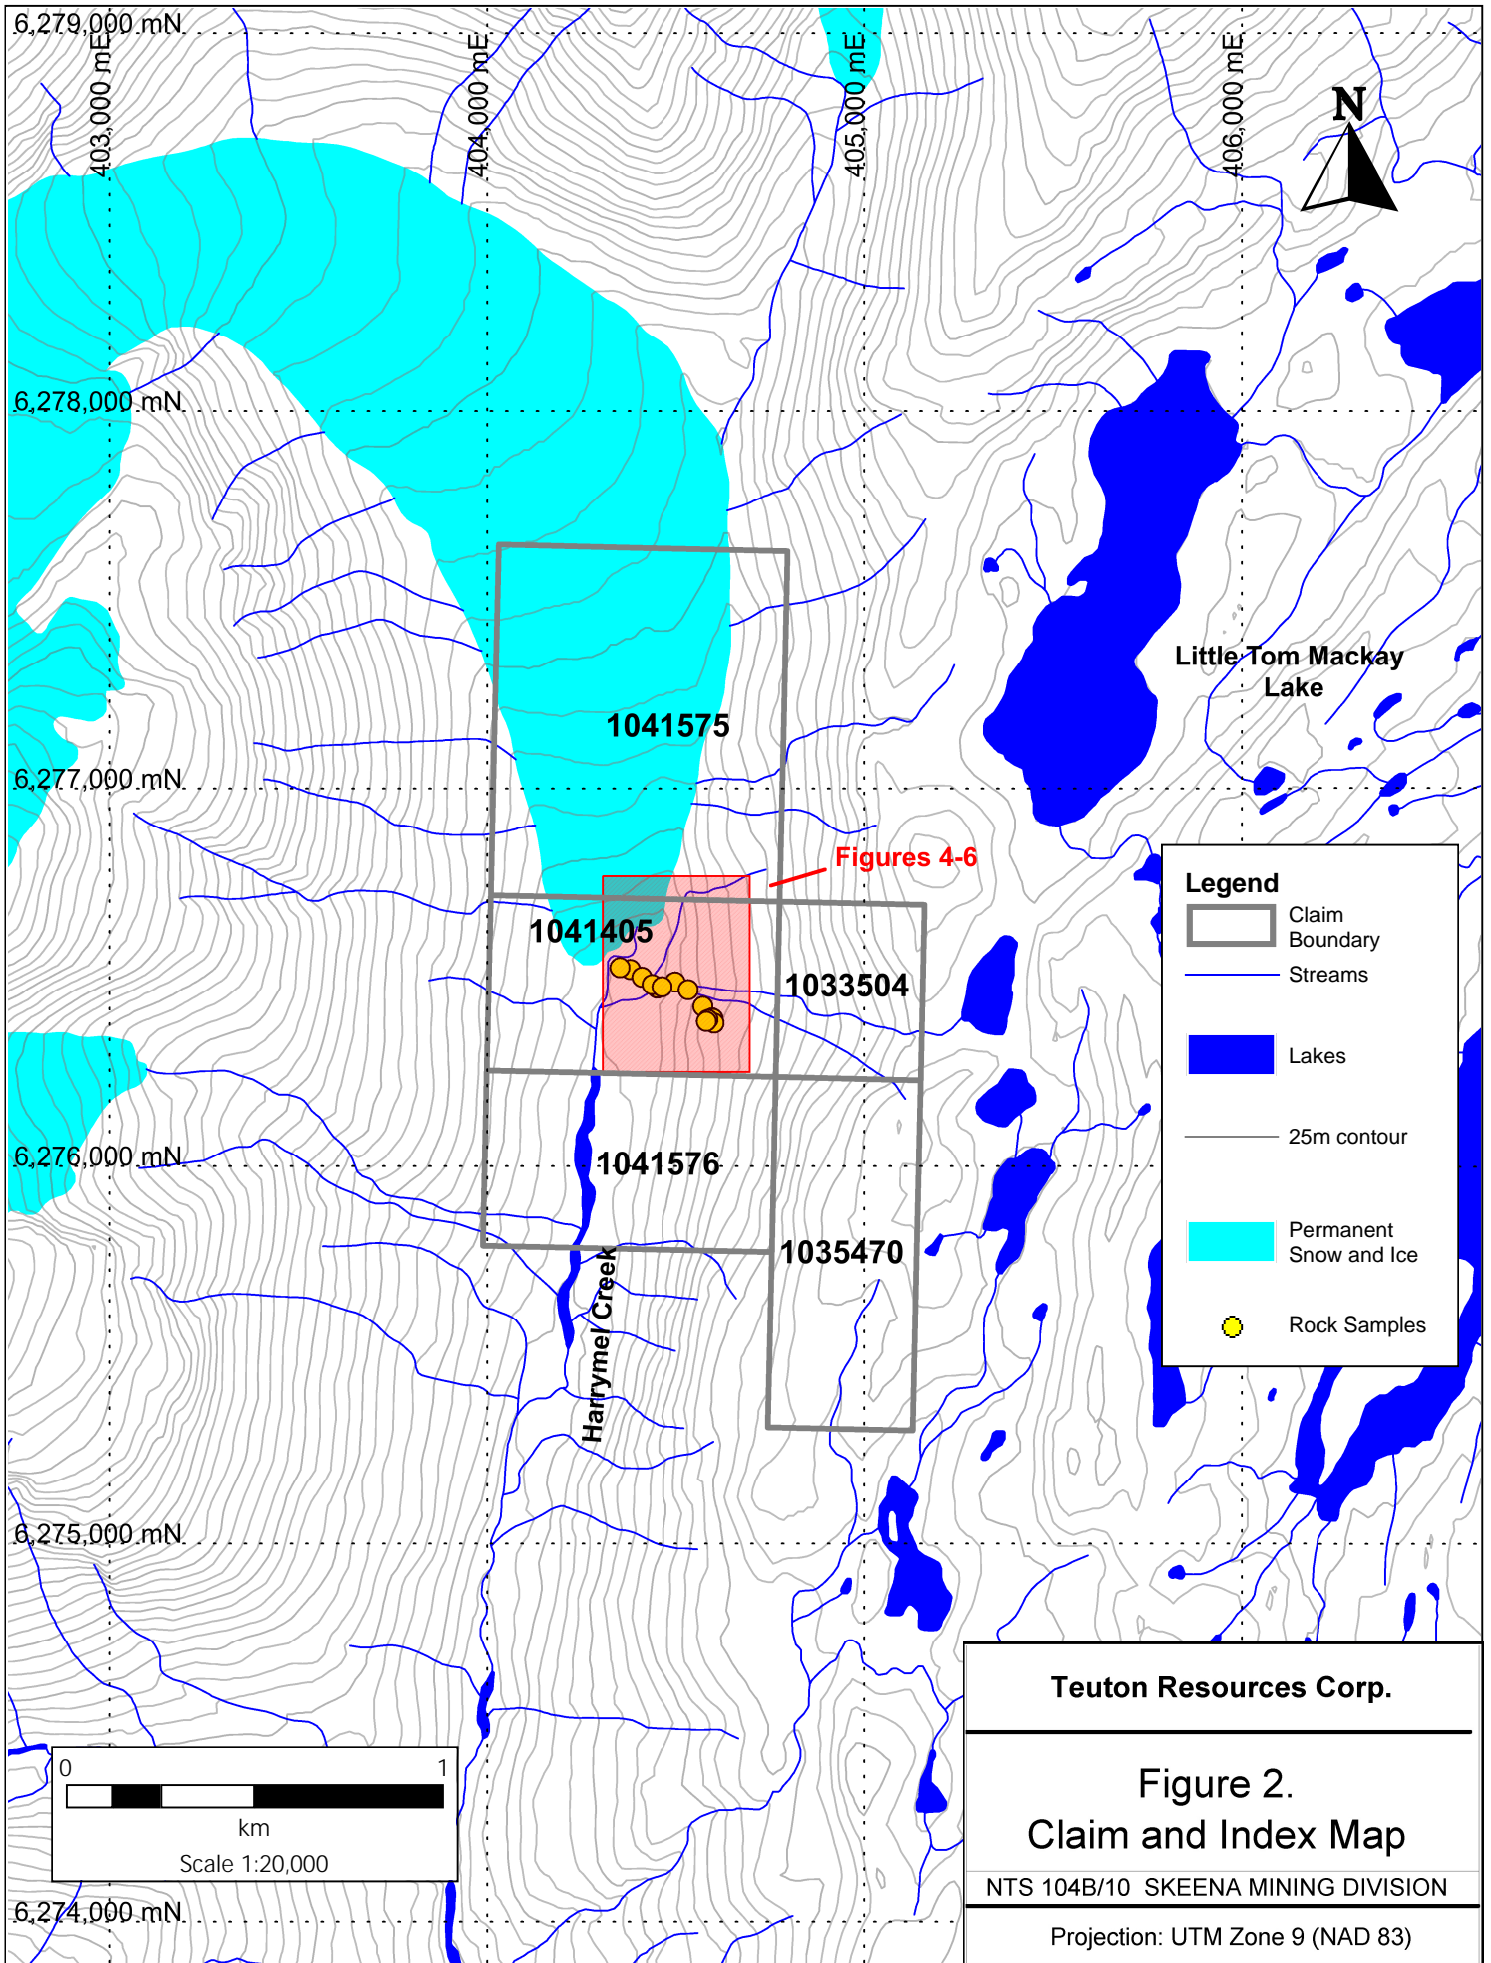 6,279,000 mN
403,000 mE
404,000 mE
405,000 mE
406,000 mE
N
6,278,000 mN
Little Tom Mackay
Lake
1041575
6,277,000 mN
Figures 4-6
1041405
1033504
Legend
Claim
Boundary
Streams
Lakes
25m contour
Permanent
Snow and Ice
Rock Samples
6,276,000 mN
1041576
1035470
Harrymel Creek
6,275,000 mN
Teuton Resources Corp.
Figure 2.
Claim and Index Map
NTS 104B/10 SKEENA MINING DIVISION
Projection: UTM Zone 9 (NAD 83)
0 1
km
Scale 1:20,000
6,274,000 mN